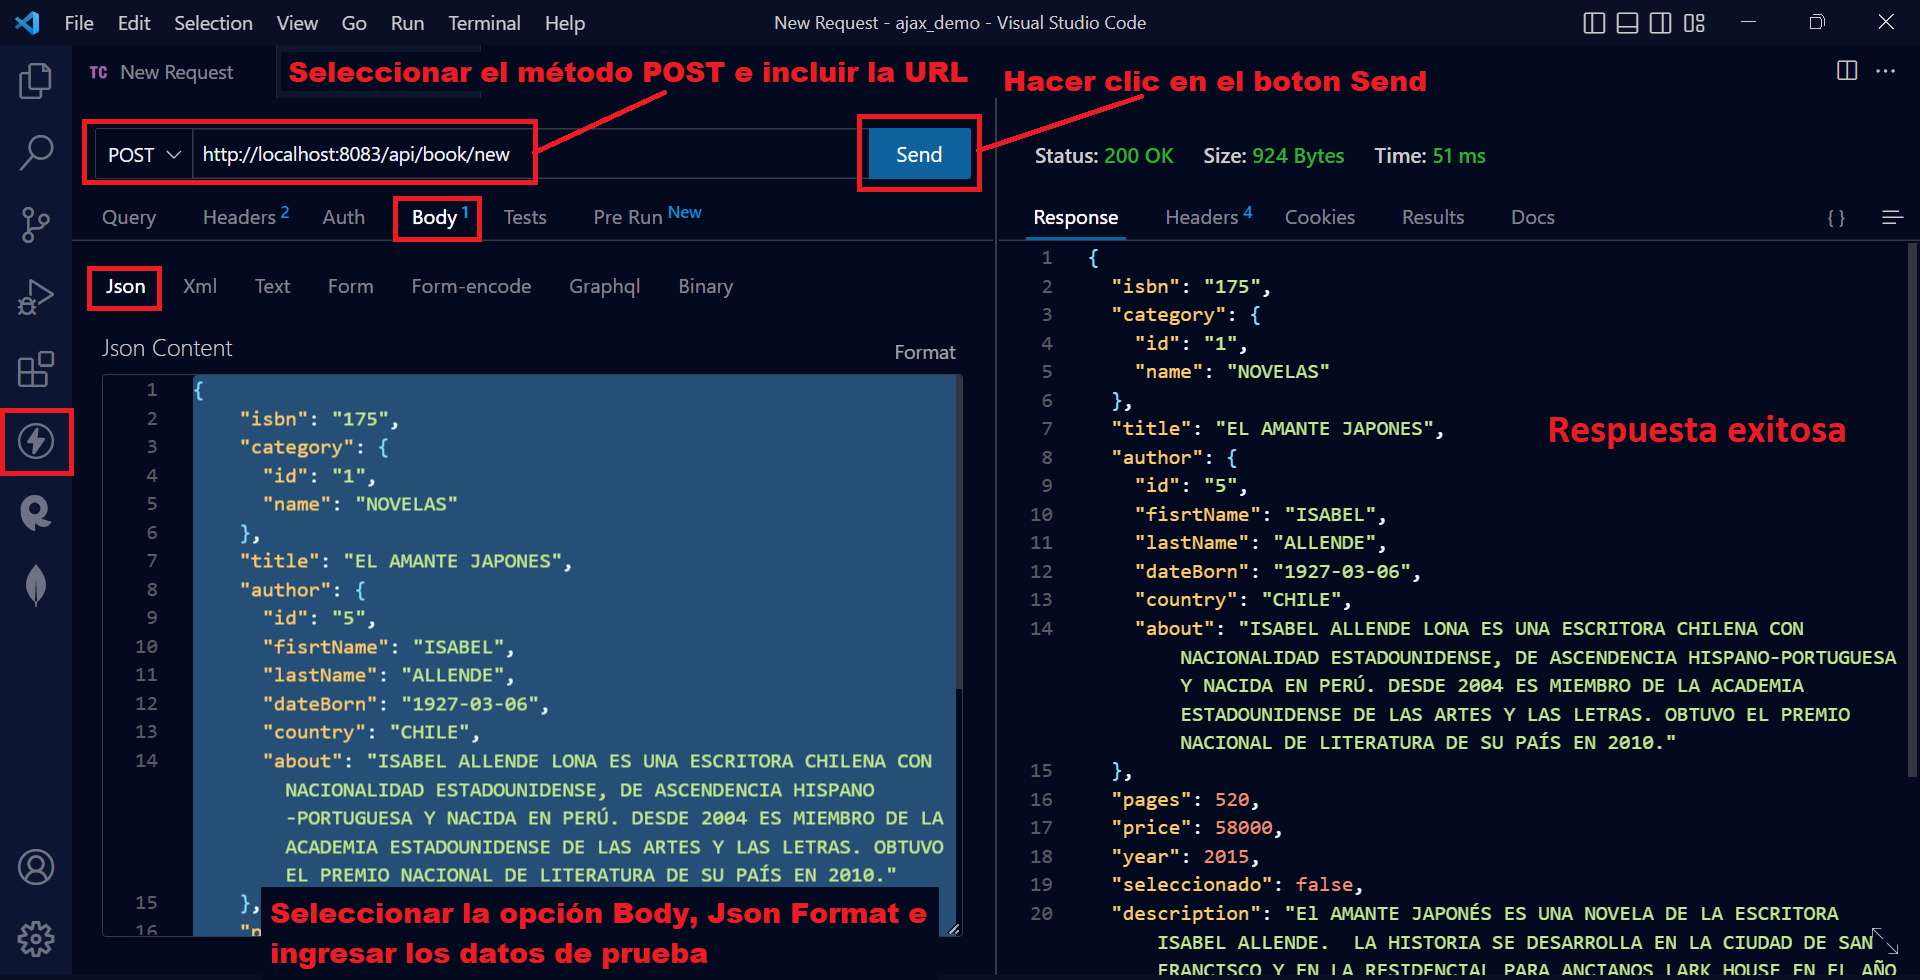 File Edit Selection View Go Run Terminal Help
New Request - ajax_demo - Visual Studio Code
TC New Request
Seleccionar el método POST e incluir la URL
Hacer clic en el boton Send
POST
http://localhost:8083/api/book/new
Send
Status: 200 OK Size: 924 Bytes Time: 51 ms
Query Headers 2 Auth Body 1 Tests Pre Run New
Response Headers 4 Cookies Results Docs { }
Json Xml Text Form Form-encode Graphql Binary
Json Content
Format
1 {
2 "isbn": "175",
3 "category": {
4 "id": "1",
5 "name": "NOVELAS"
6 },
7 "title": "EL AMANTE JAPONES",
8 "author": {
9 "id": "5",
10 "fisrtName": "ISABEL",
11 "lastName": "ALLENDE",
12 "dateBorn": "1927-03-06",
13 "country": "CHILE",
14 "about": "ISABEL ALLENDE LONA ES UNA ESCRITORA CHILENA CON
NACIONALIDAD ESTADOUNIDENSE, DE ASCENDENCIA HISPANO
-PORTUGUESA Y NACIDA EN PERÚ. DESDE 2004 ES MIEMBRO DE LA
ACADEMIA ESTADOUNIDENSE DE LAS ARTES Y LAS LETRAS. OBTUVO
EL PREMIO NACIONAL DE LITERATURA DE SU PAÍS EN 2010."
15 },
16
Seleccionar la opción Body, Json Format e
ingresar los datos de prueba
1 {
2 "isbn": "175",
3 "category": {
4 "id": "1",
5 "name": "NOVELAS"
6 },
7 "title": "EL AMANTE JAPONES",
Respuesta exitosa
8 "author": {
9 "id": "5",
10 "fisrtName": "ISABEL",
11 "lastName": "ALLENDE",
12 "dateBorn": "1927-03-06",
13 "country": "CHILE",
14 "about": "ISABEL ALLENDE LONA ES UNA ESCRITORA CHILENA CON
NACIONALIDAD ESTADOUNIDENSE, DE ASCENDENCIA HISPANO-PORTUGUESA
Y NACIDA EN PERÚ. DESDE 2004 ES MIEMBRO DE LA ACADEMIA
ESTADOUNIDENSE DE LAS ARTES Y LAS LETRAS. OBTUVO EL PREMIO
NACIONAL DE LITERATURA DE SU PAÍS EN 2010."
15 },
16 "pages": 520,
17 "price": 58000,
18 "year": 2015,
19 "seleccionado": false,
20 "description": "El AMANTE JAPONÉS ES UNA NOVELA DE LA ESCRITORA
ISABEL ALLENDE. LA HISTORIA SE DESARROLLA EN LA CIUDAD DE SAN
FRANCISCO Y EN LA RESIDENCIAL PARA ANCIANOS LARK HOUSE EN EL AÑO